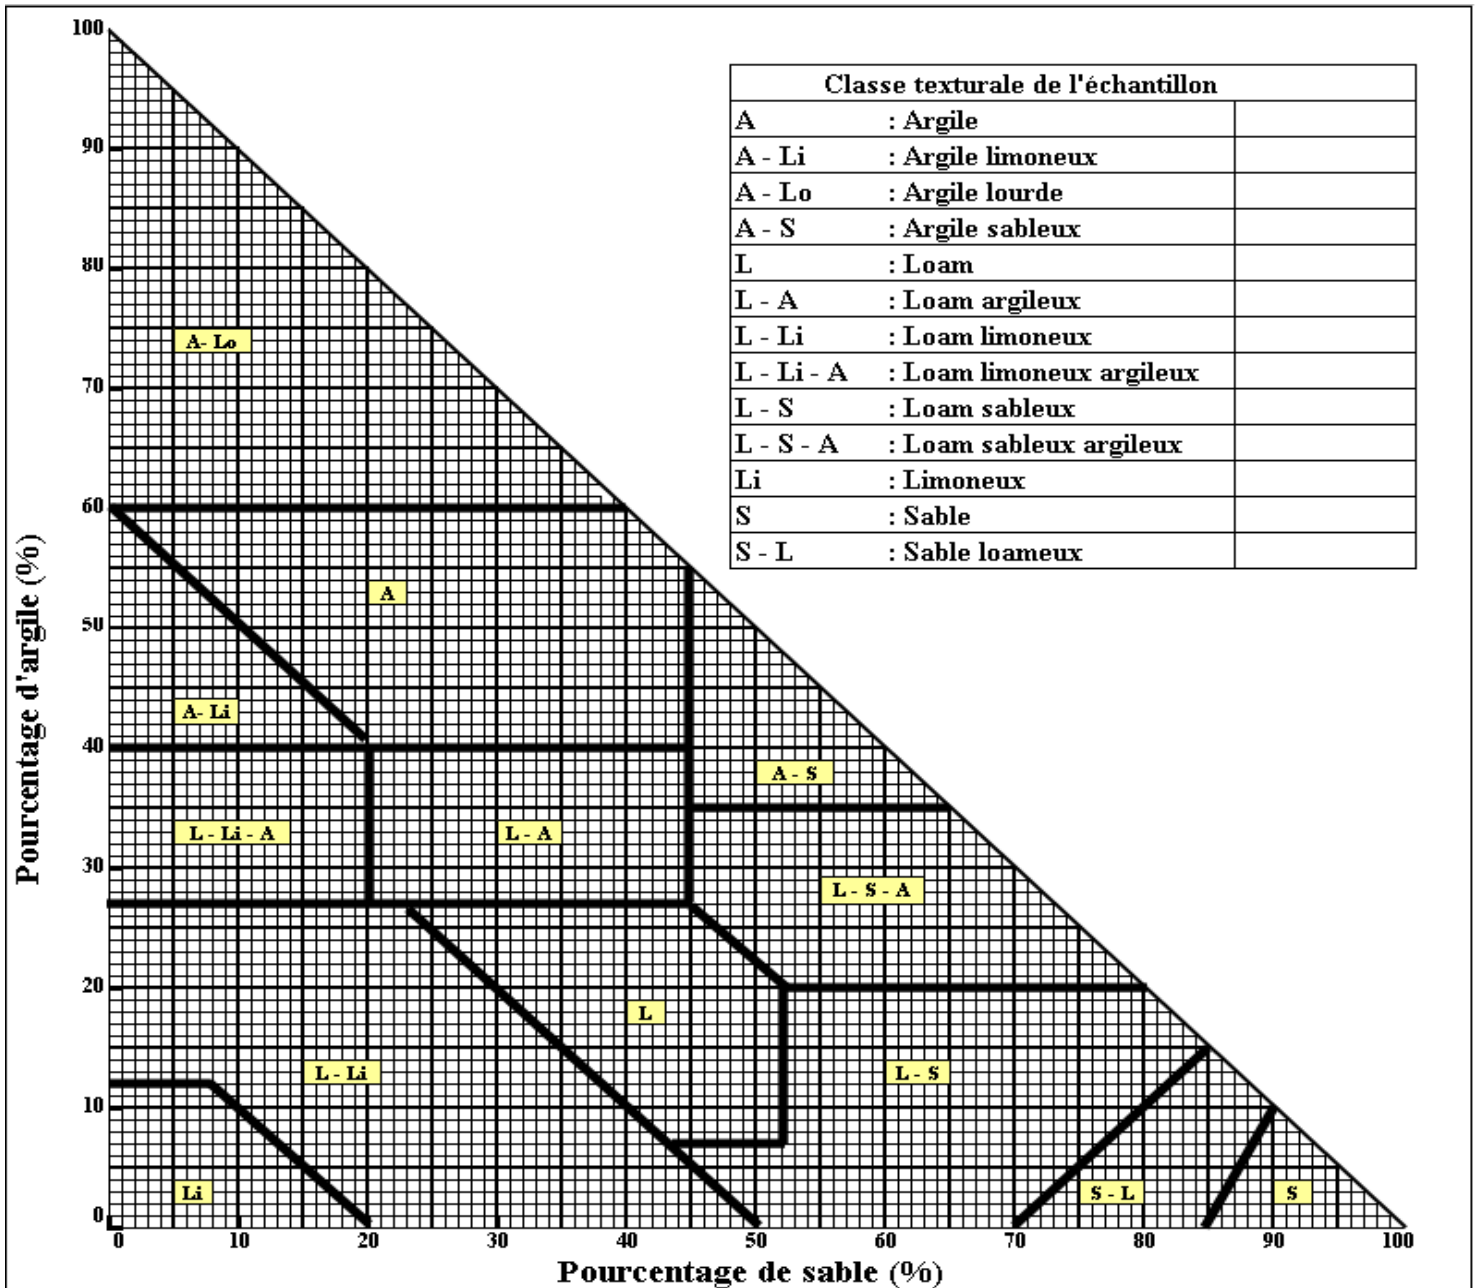 100
90
80
70
60
50
40
30
20
10
0
Pourcentage d'argile (%)
Classe texturale de l'échantillon
A : Argile
A - Li : Argile limoneux
A - Lo : Argile lourde
A - S : Argile sableux
L : Loam
L - A : Loam argileux
L - Li : Loam limoneux
L - Li - A : Loam limoneux argileux
L - S : Loam sableux
L - S - A : Loam sableux argileux
Li : Limoneux
S : Sable
S - L : Sable loameux
A- Lo
A
A- Li
A - S
L - Li - A
L - A
L - S - A
L
L - Li
L - S
Li
S - L
S
0 10 20 30 40 50 60 70 80 90 100
Pourcentage de sable (%)